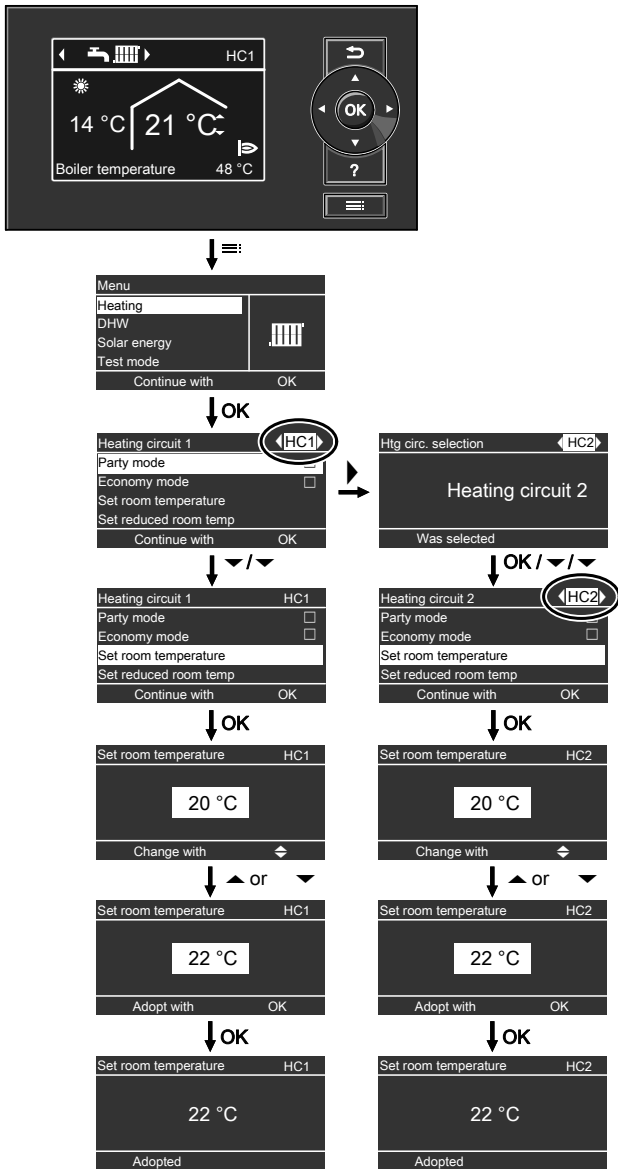 HC1
14 °C 21 °C
Boiler temperature 48 °C
OK
?
Menu
Heating
DHW
Solar energy
Test mode
Continue with OK
OK
Heating circuit 1 HC1
Party mode
Economy mode
Set room temperature
Set reduced room temp
Continue with OK
Htg circ. selection HC2
Heating circuit 2
Was selected
/
Heating circuit 1 HC1
Party mode
Economy mode
Set room temperature
Set reduced room temp
Continue with OK
OK / /
Heating circuit 2 HC2
Party mode
Economy mode
Set room temperature
Set reduced room temp
Continue with OK
OK
Set room temperature HC1
20 °C
Change with
OK
Set room temperature HC2
20 °C
Change with
or
Set room temperature HC1
22 °C
Adopt with OK
or
Set room temperature HC2
22 °C
Adopt with OK
OK
Set room temperature HC1
22 °C
Adopted
OK
Set room temperature HC2
22 °C
Adopted